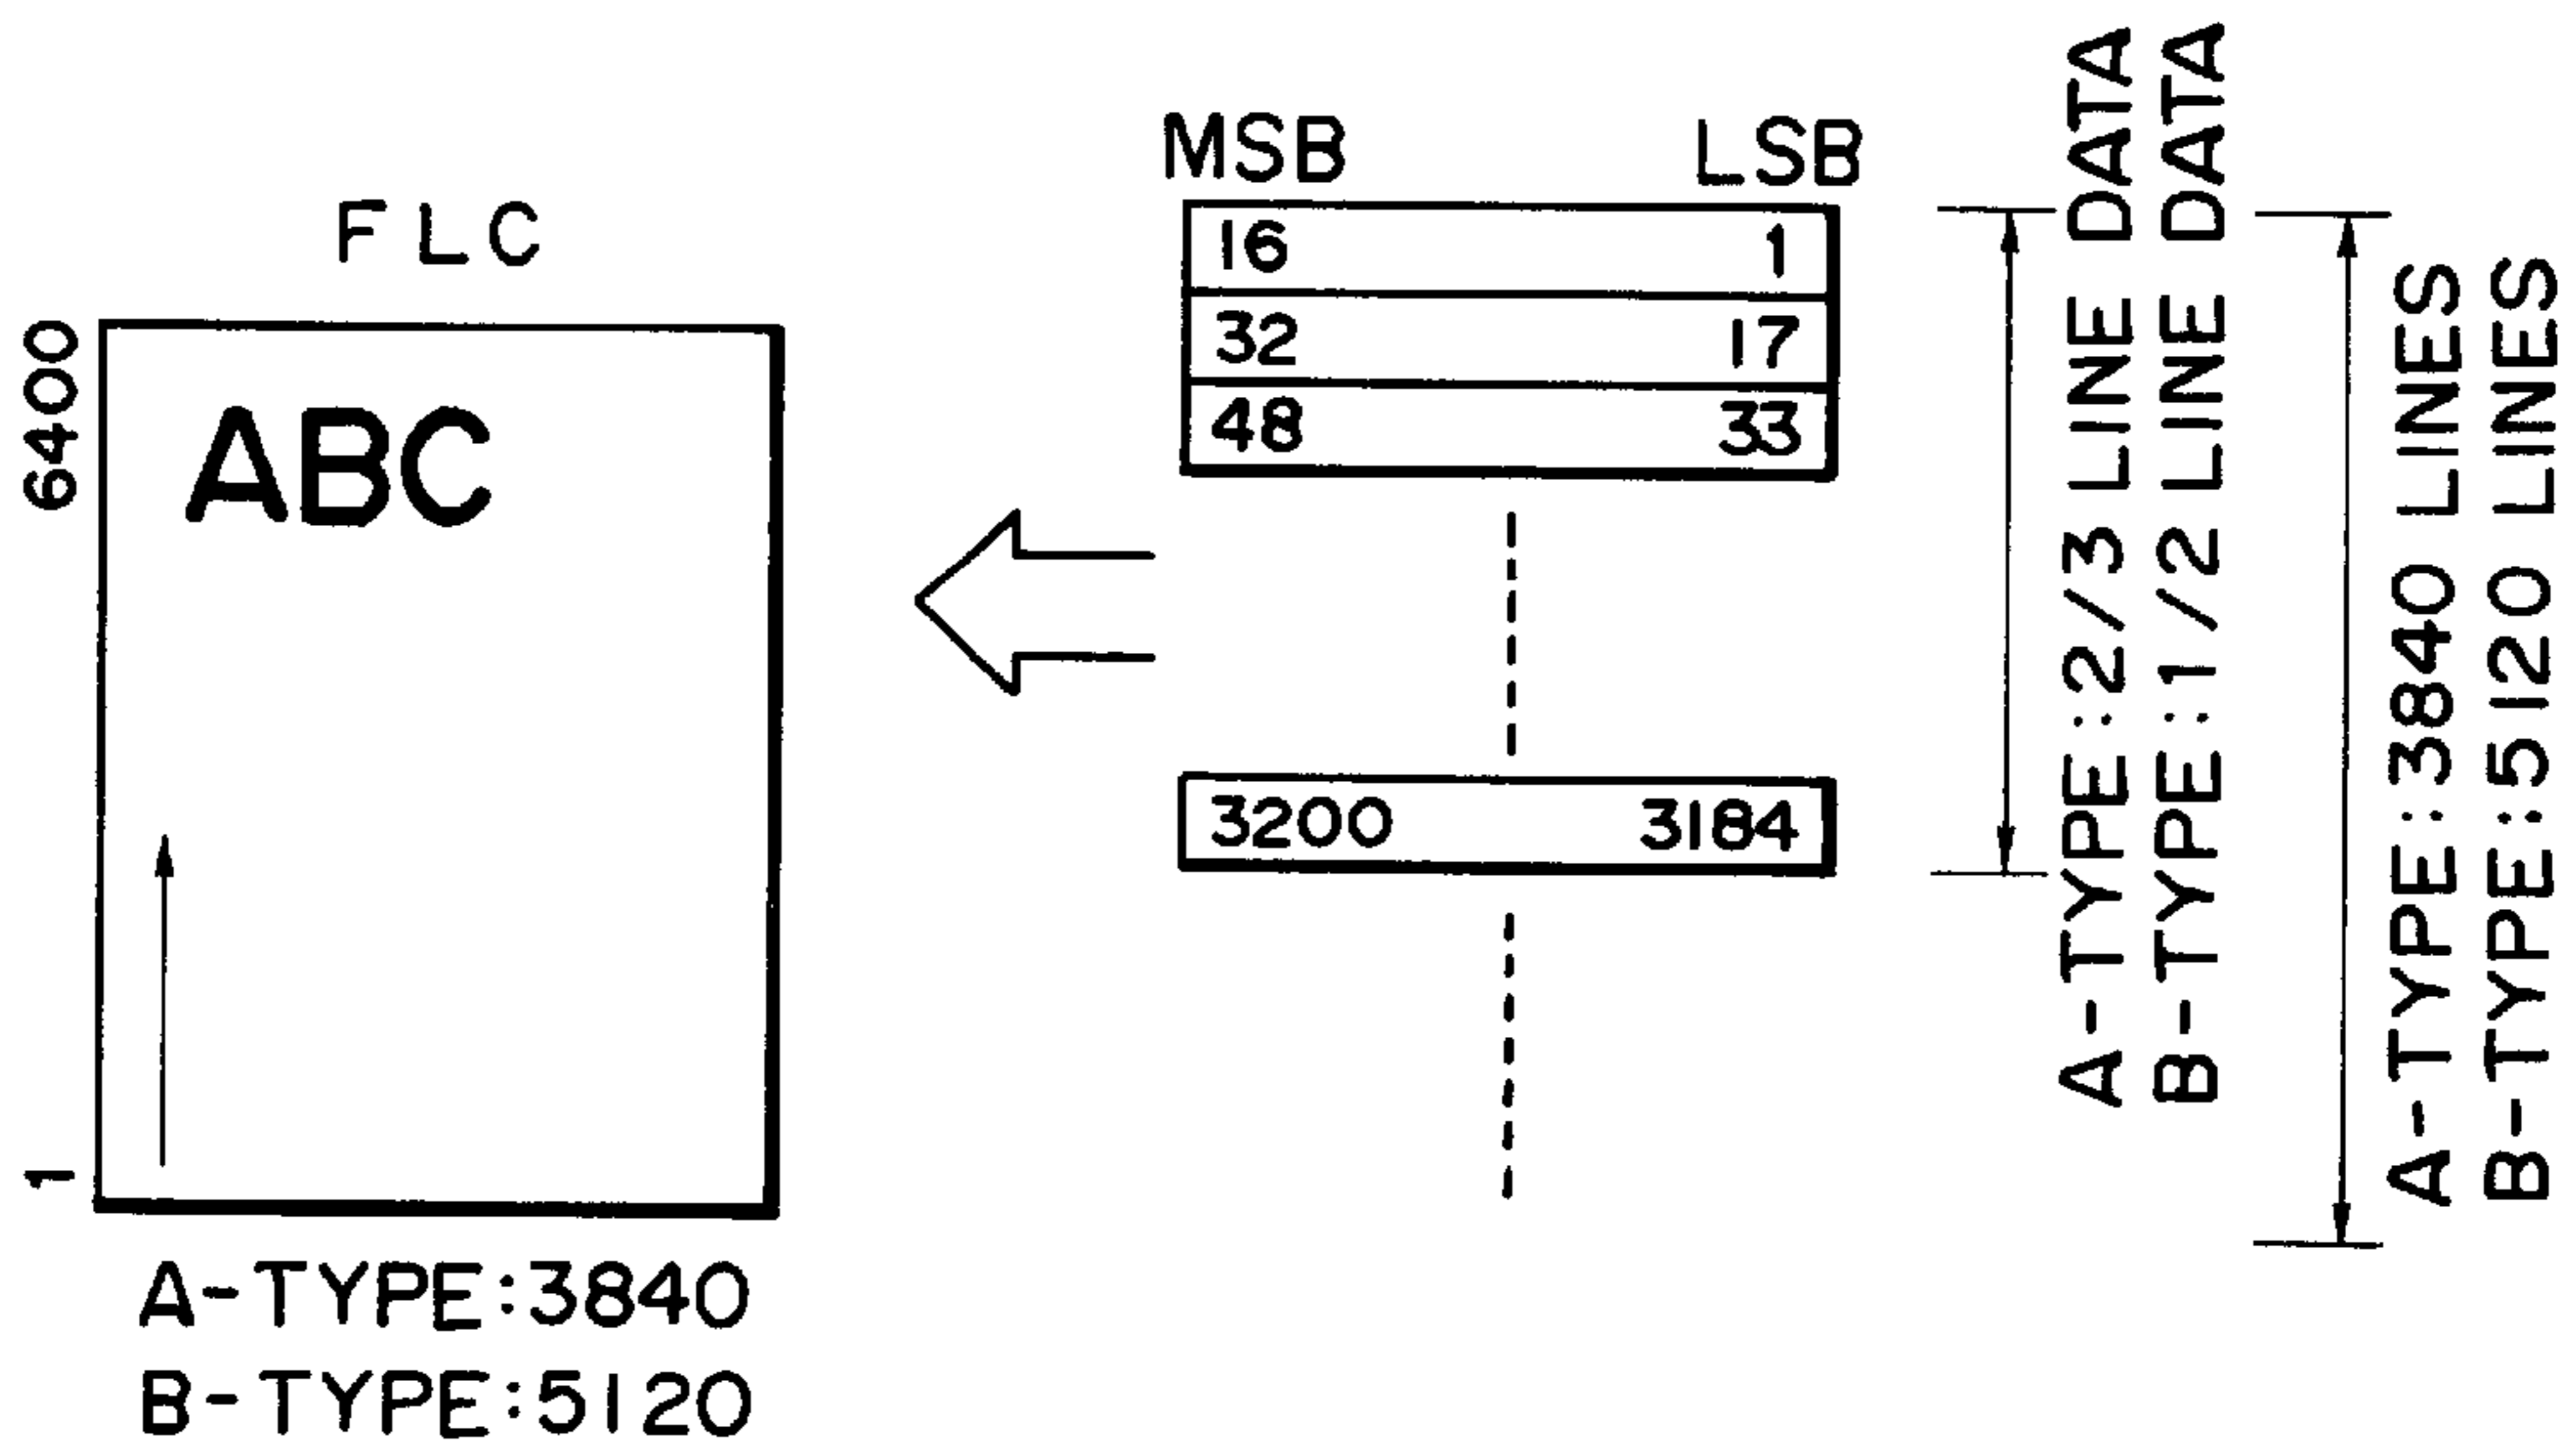 FLC
6400
ABC
1
A-TYPE:3840
B-TYPE:5120
MSB LSB
16 1
32 17
48 33
3200 3184
A-TYPE:2/3 LINE DATA
B-TYPE:1/2 LINE DATA
A-TYPE:3840 LINES
B-TYPE:5120 LINES